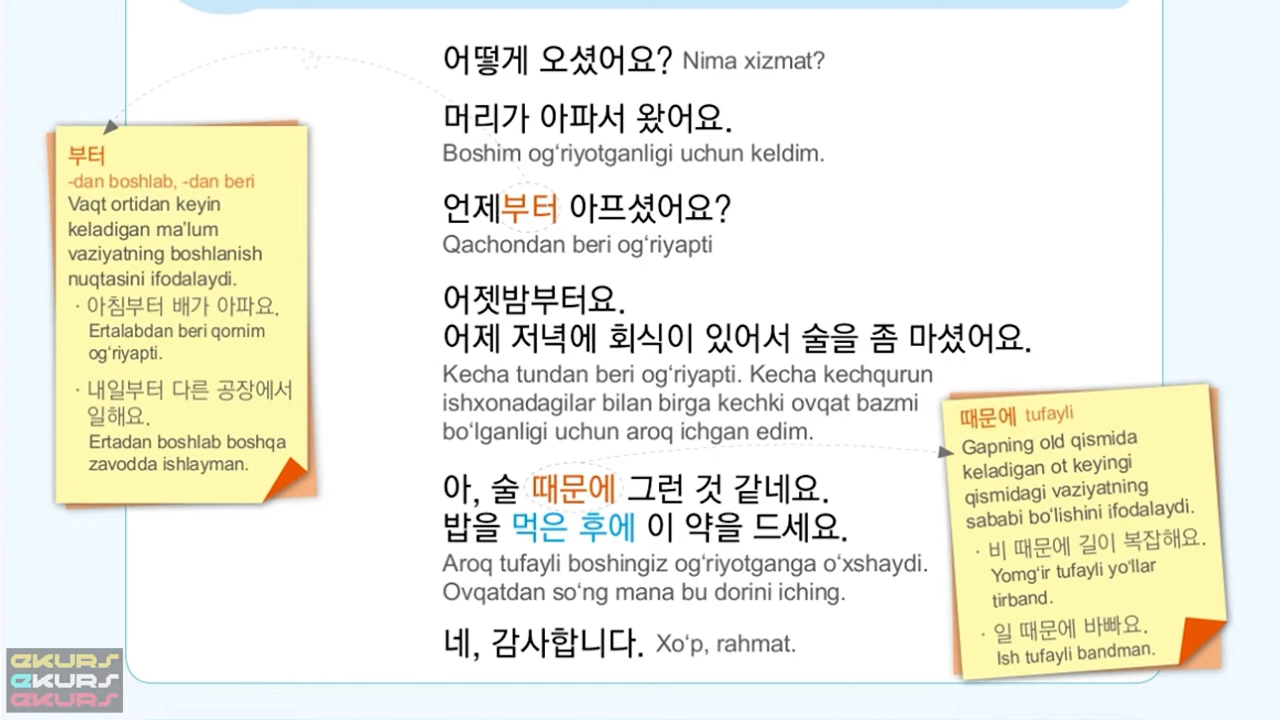 어떻게 오셨어요? Nima xizmat?
머리가 아파서 왔어요.
Boshim og‘riyotganligi uchun keldim.
언제부터 아프셨어요?
Qachondan beri og‘riyapti
어젯밤부터요.
어제 저녁에 회식이 있어서 술을 좀 마셨어요.
Kecha tundan beri og‘riyapti. Kecha kechqurun
ishxonadagilar bilan birga kechki ovqat bazmi
bo‘lganligi uchun aroq ichgan edim.
아, 술 때문에 그런 것 같네요.
밥을 먹은 후에 이 약을 드세요.
Aroq tufayli boshingiz og‘riyotganga o‘xshaydi.
Ovqatdan so‘ng mana bu dorini iching.
네, 감사합니다. Xo‘p, rahmat.
부터
-dan boshlab, -dan beri
Vaqt ortidan keyin
keladigan ma’lum
vaziyatning boshlanish
nuqtasini ifodalaydi.
· 아침부터 배가 아파요.
Ertalabdan beri qornim
og‘riyapti.
· 내일부터 다른 공장에서
일해요.
Ertadan boshlab boshqa
zavodda ishlayman.
때문에 tufayli
Gapning old qismida
keladigan ot keyingi
qismidagi vaziyatning
sababi bo‘lishini ifodalaydi.
· 비 때문에 길이 복잡해요.
Yomg‘ir tufayli yo‘llar
tirband.
· 일 때문에 바빠요.
Ish tufayli bandman.
EKURS
EKURS
EKURS